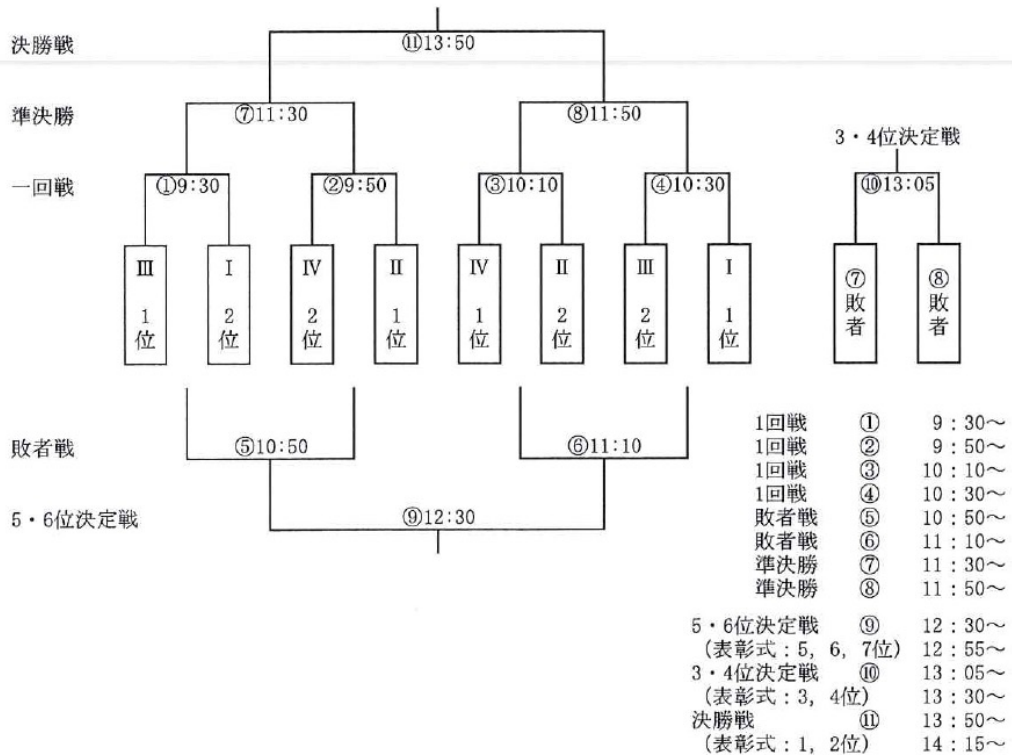 決勝戦
⑪13:50
準決勝
⑦11:30
⑧11:50
3・4位決定戦
一回戦
①9:30
②9:50
③10:10
④10:30
⑩13:05
Ⅲ 1位
Ⅰ 2位
Ⅳ 2位
Ⅱ 1位
Ⅳ 1位
Ⅱ 2位
Ⅲ 2位
Ⅰ 1位
⑦敗者
⑧敗者
敗者戦
⑤10:50
⑥11:10
5・6位決定戦
⑨12:30
1回戦 ① 9：30～
1回戦 ② 9：50～
1回戦 ③ 10：10～
1回戦 ④ 10：30～
敗者戦 ⑤ 10：50～
敗者戦 ⑥ 11：10～
準決勝 ⑦ 11：30～
準決勝 ⑧ 11：50～
5・6位決定戦 ⑨ 12：30～
(表彰式：5, 6, 7位) 12：55～
3・4位決定戦 ⑩ 13：05～
(表彰式：3, 4位) 13：30～
決勝戦 ⑪ 13：50～
(表彰式：1, 2位) 14：15～